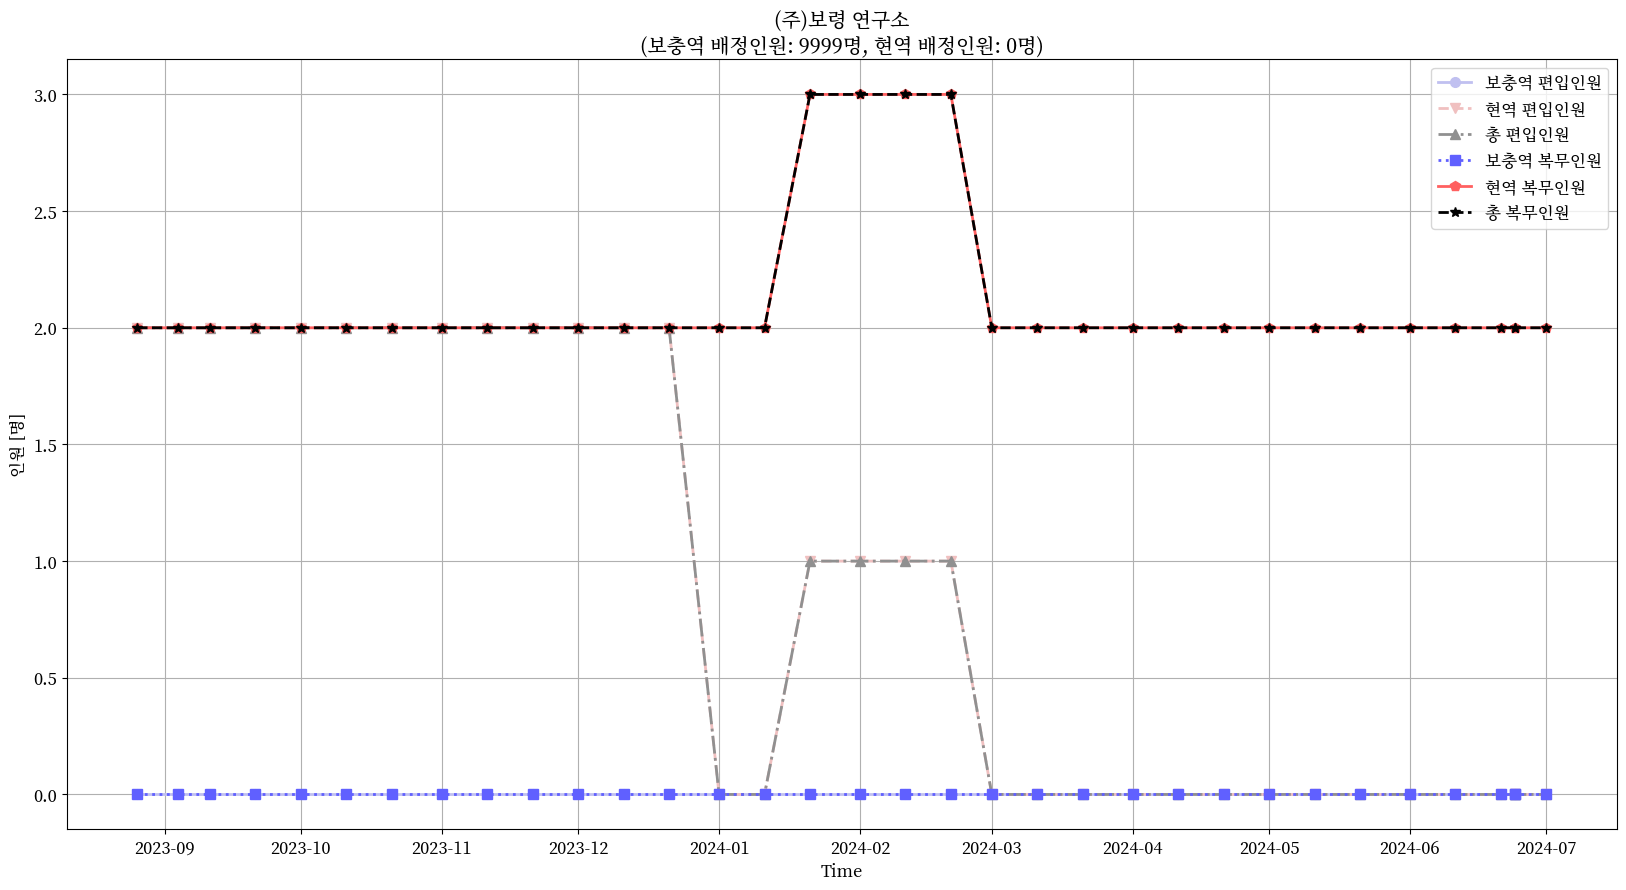 (주)보령 연구소
(보충역 배정인원: 9999명, 현역 배정인원: 0명)
보충역 편입인원
현역 편입인원
총 편입인원
보충역 복무인원
현역 복무인원
총 복무인원
인원 [명]
3.0
2.5
2.0
1.5
1.0
0.5
0.0
2023-09 2023-10 2023-11 2023-12 2024-01 2024-02 2024-03 2024-04 2024-05 2024-06 2024-07
Time